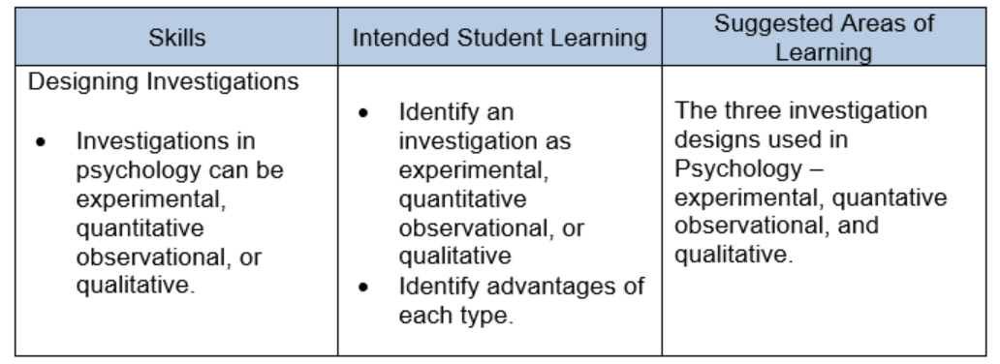 Skills
Intended Student Learning
Suggested Areas of
Learning
Designing Investigations
• Investigations in
psychology can be
experimental,
quantitative
observational, or
qualitative.
• Identify an
investigation as
experimental,
quantitative
observational, or
qualitative
• Identify advantages of
each type.
The three investigation
designs used in
Psychology –
experimental, quantative
observational, and
qualitative.